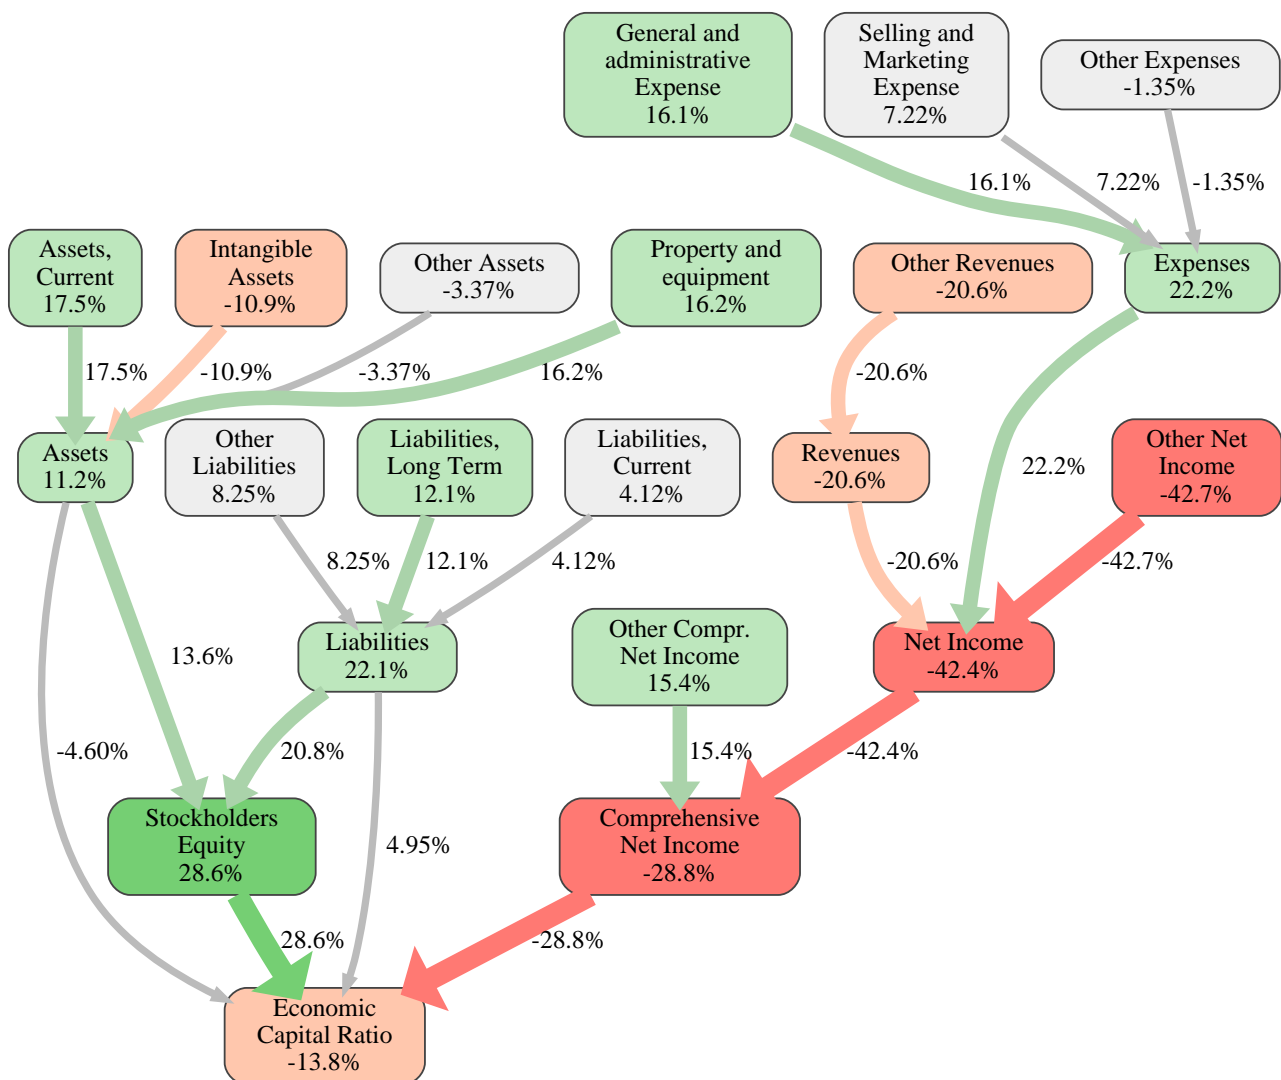 General and
administrative
Expense
16.1%
Selling and
Marketing
Expense
7.22%
Other Expenses
-1.35%
16.1%
7.22%
-1.35%
Assets,
Current
17.5%
Intangible
Assets
-10.9%
Other Assets
-3.37%
Property and
equipment
16.2%
Other Revenues
-20.6%
Expenses
22.2%
17.5%
-10.9%
-3.37%
16.2%
-20.6%
22.2%
Assets
11.2%
Other
Liabilities
8.25%
Liabilities,
Long Term
12.1%
Liabilities,
Current
4.12%
Revenues
-20.6%
Other Net
Income
-42.7%
8.25%
12.1%
4.12%
-20.6%
-42.7%
13.6%
Liabilities
22.1%
Other Compr.
Net Income
15.4%
Net Income
-42.4%
-4.60%
20.8%
15.4%
-42.4%
Stockholders
Equity
28.6%
4.95%
Comprehensive
Net Income
-28.8%
28.6%
-28.8%
Economic
Capital Ratio
-13.8%